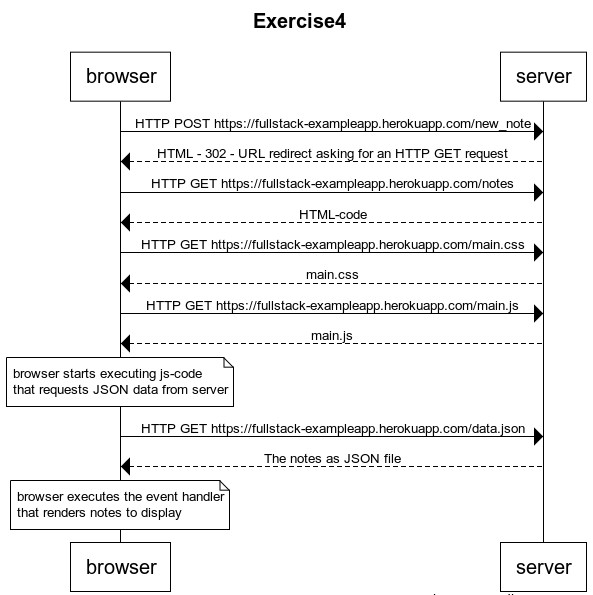 Exercise4
browser
server
HTTP POST https://fullstack-exampleapp.herokuapp.com/new_note
HTML - 302 - URL redirect asking for an HTTP GET request
HTTP GET https://fullstack-exampleapp.herokuapp.com/notes
HTML-code
HTTP GET https://fullstack-exampleapp.herokuapp.com/main.css
main.css
HTTP GET https://fullstack-exampleapp.herokuapp.com/main.js
main.js
browser starts executing js-code
that requests JSON data from server
HTTP GET https://fullstack-exampleapp.herokuapp.com/data.json
The notes as JSON file
browser executes the event handler
that renders notes to display
browser
server